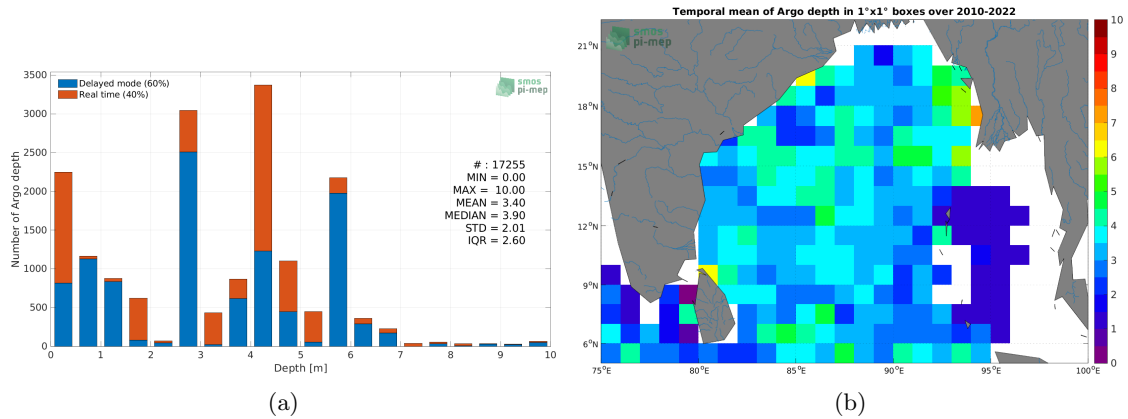 3500
3000
2500
2000
1500
1000
500
0
Number of Argo depth
Delayed mode (60%)
Real time (40%)
smos
pi-mep
# : 17255
MIN = 0.00
MAX = 10.00
MEAN = 3.40
MEDIAN = 3.90
STD = 2.01
IQR = 2.60
0 1 2 3 4 5 6 7 8 9 10
Depth [m]
(a)
Temporal mean of Argo depth in 1°x1° boxes over 2010-2022
smos
pi-mep
21°N
18°N
15°N
12°N
9°N
6°N
75°E 80°E 85°E 90°E 95°E 100°E
10
9
8
7
6
5
4
3
2
1
0
(b)